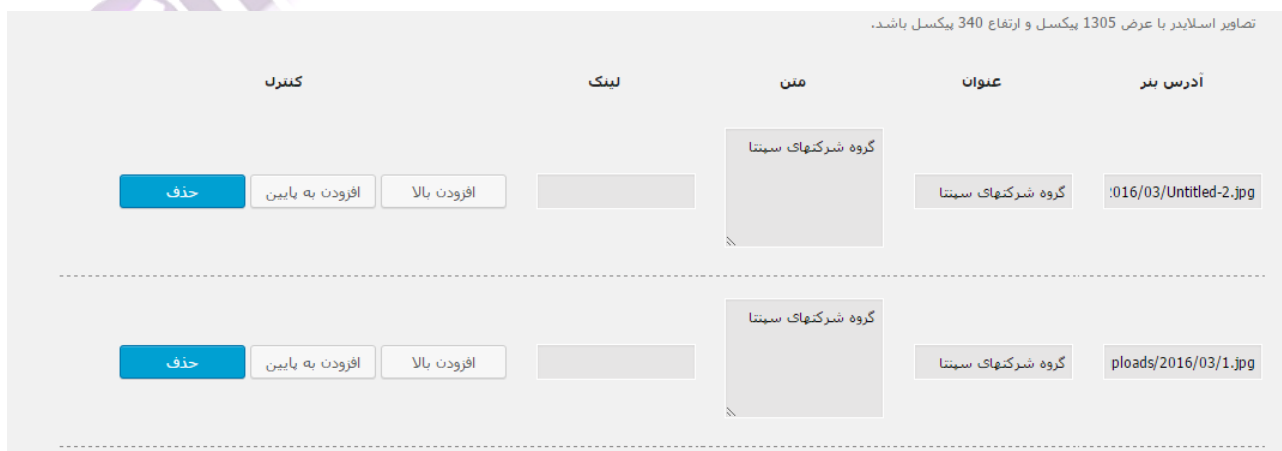 تصاویر اسلایدر با عرض 1305 پیکسل و ارتفاع 340 پیکسل باشد.
آدرس بنر عنوان متن لینک کنترل
گروه شرکتهای سینتا
2016/03/Untitled-2.jpg گروه شرکتهای سینتا افزودن بالا افزودن به پایین حذف
گروه شرکتهای سینتا
ploads/2016/03/1.jpg گروه شرکتهای سینتا افزودن بالا افزودن به پایین حذف